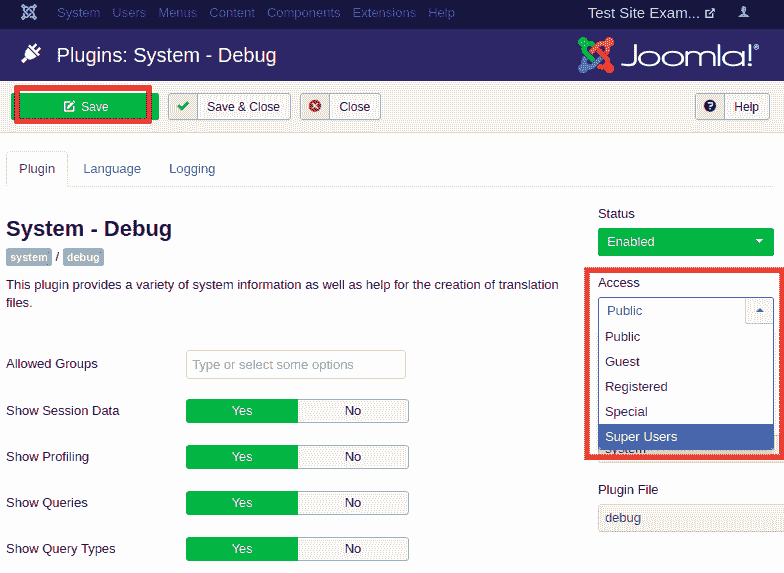 System Users Menus Content Components Extensions Help Test Site Exam...
Plugins: System - Debug Joomla!®
Save Save & Close Close Help
Plugin Language Logging
System - Debug
system / debug
This plugin provides a variety of system information as well as help for the creation of translation
files.
Allowed Groups Type or select some options
Show Session Data Yes No
Show Profiling Yes No
Show Queries Yes No
Show Query Types Yes No
Status
Enabled
Access
Public
Public
Guest
Registered
Special
Super Users
system
Plugin File
debug